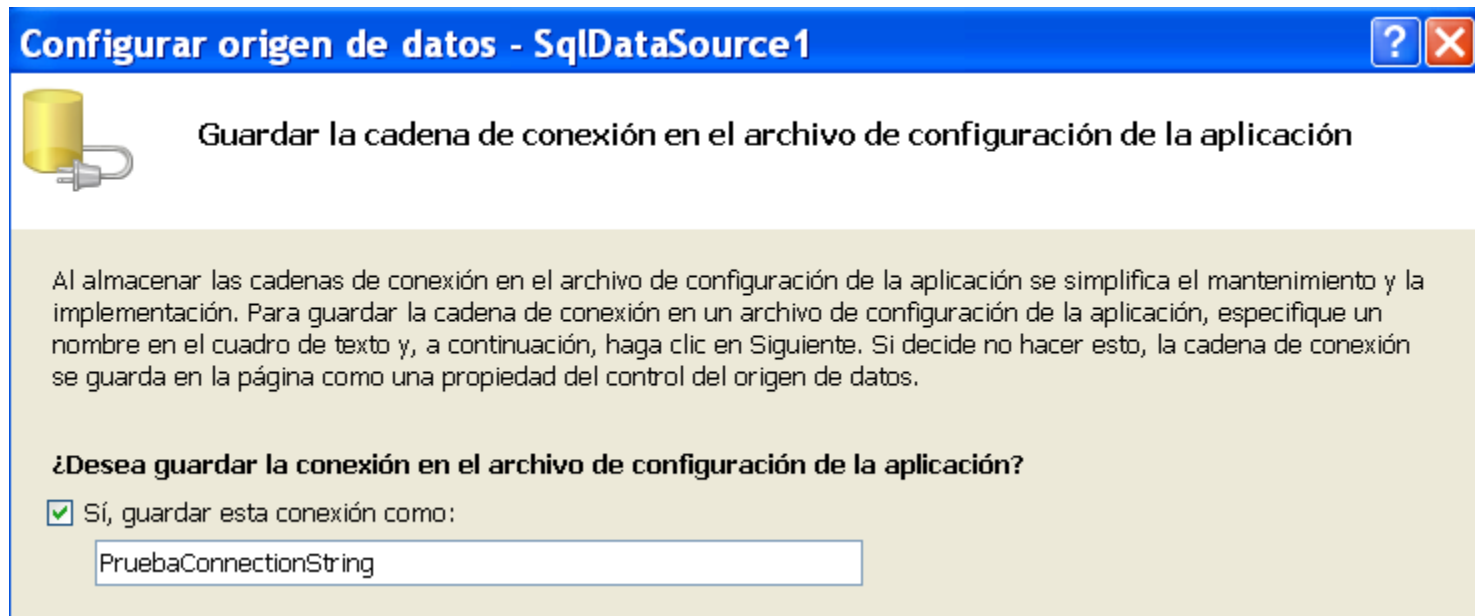 Configurar origen de datos - SqlDataSource1
Guardar la cadena de conexión en el archivo de configuración de la aplicación
Al almacenar las cadenas de conexión en el archivo de configuración de la aplicación se simplifica el mantenimiento y la
implementación. Para guardar la cadena de conexión en un archivo de configuración de la aplicación, especifique un
nombre en el cuadro de texto y, a continuación, haga clic en Siguiente. Si decide no hacer esto, la cadena de conexión
se guarda en la página como una propiedad del control del origen de datos.
¿Desea guardar la conexión en el archivo de configuración de la aplicación?
Sí, guardar esta conexión como:
PruebaConnectionString